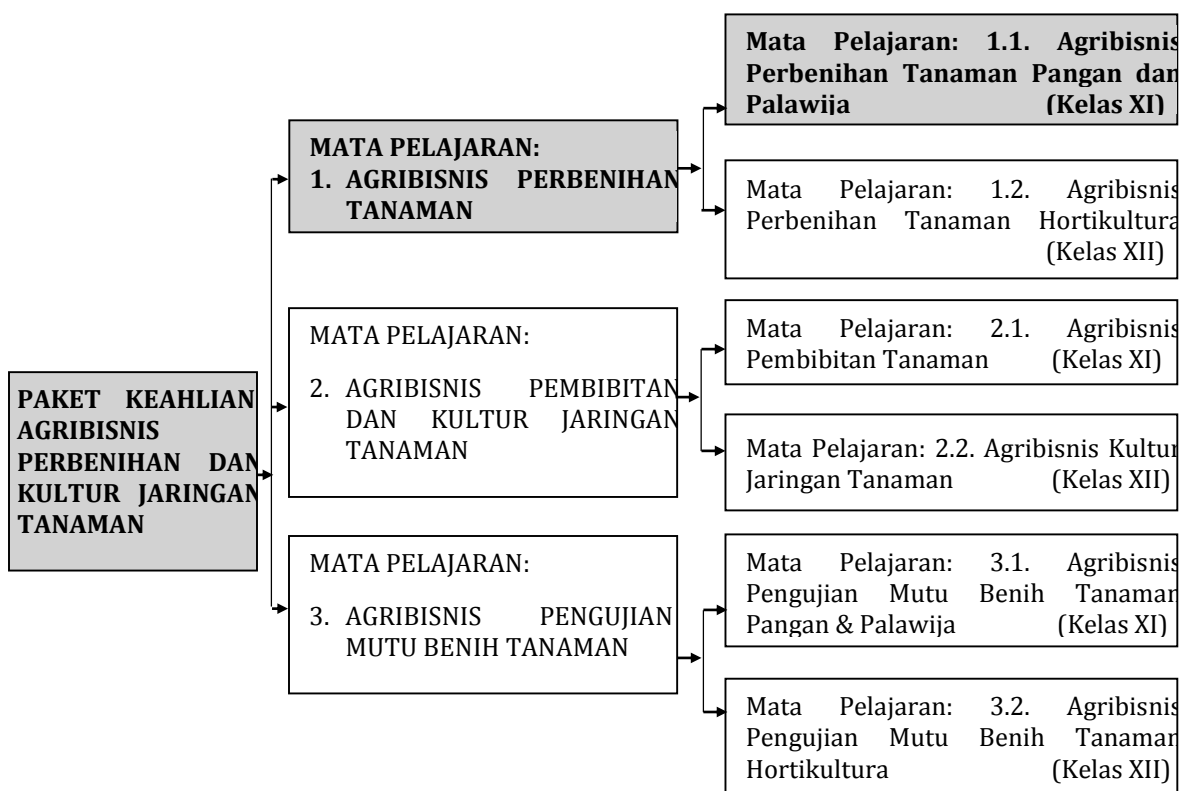 PAKET KEAHLIAN
AGRIBISNIS
PERBENIHAN DAN
KULTUR JARINGAN
TANAMAN
MATA PELAJARAN:
1. AGRIBISNIS PERBENIHAN
TANAMAN
Mata Pelajaran: 1.1. Agribisnis
Perbenihan Tanaman Pangan dan
Palawija (Kelas XI)
Mata Pelajaran: 1.2. Agribisnis
Perbenihan Tanaman Hortikultura
(Kelas XII)
MATA PELAJARAN:
2. AGRIBISNIS PEMBIBITAN
DAN KULTUR JARINGAN
TANAMAN
Mata Pelajaran: 2.1. Agribisnis
Pembibitan Tanaman (Kelas XI)
Mata Pelajaran: 2.2. Agribisnis Kultur
Jaringan Tanaman (Kelas XII)
MATA PELAJARAN:
3. AGRIBISNIS PENGUJIAN
MUTU BENIH TANAMAN
Mata Pelajaran: 3.1. Agribisnis
Pengujian Mutu Benih Tanaman
Pangan & Palawija (Kelas XI)
Mata Pelajaran: 3.2. Agribisnis
Pengujian Mutu Benih Tanaman
Hortikultura (Kelas XII)